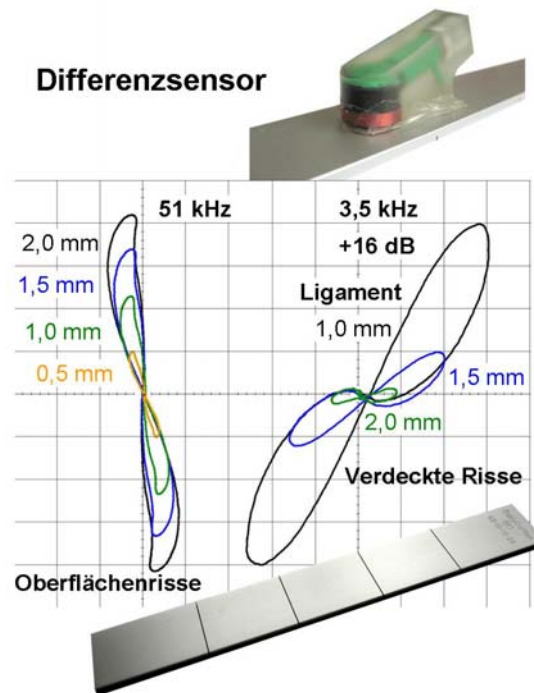 Differenzsensor
51 kHz
3,5 kHz
+16 dB
2,0 mm
1,5 mm
1,0 mm
0,5 mm
Ligament
1,0 mm
1,5 mm
2,0 mm
Verdeckte Risse
Oberflächenrisse